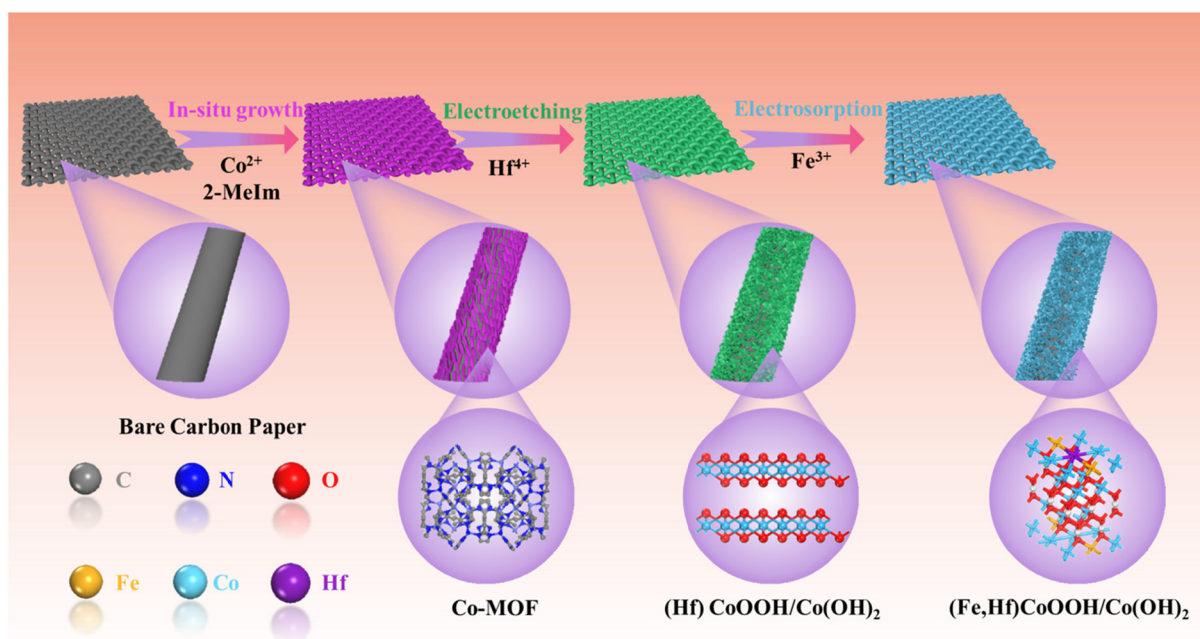 In-situ growth
Co²⁺
2-MeIm
Electroetching
Hf⁴⁺
Electrosorption
Fe³⁺
Bare Carbon Paper
C
N
O
Fe
Co
Hf
Co-MOF
(Hf) CoOOH/Co(OH)₂
(Fe,Hf)CoOOH/Co(OH)₂